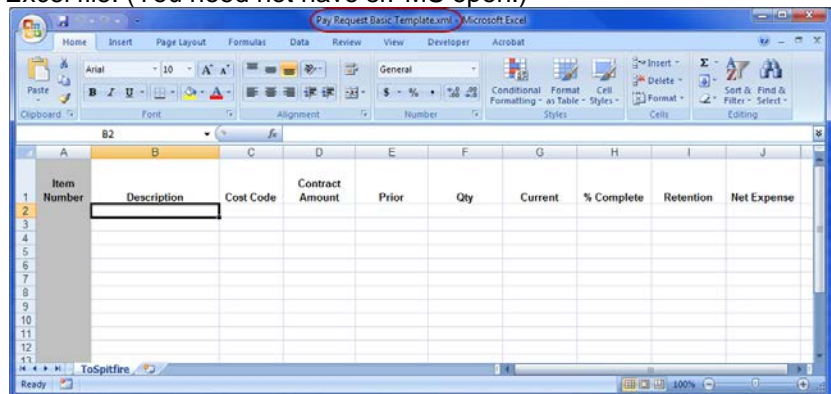 Excel file. (You need not have sfPMS open.)
Pay Request Basic Template.xml - Microsoft Excel
Home Insert Page Layout Formulas Data Review View Developer Acrobat
Paste
Arial 10 A A
B I U A
General
$ % ,
Conditional Formatting Format as Table Cell Styles
Insert
Delete
Format
Σ
Sort & Filter Find & Select
Clipboard Font Alignment Number Styles Cells Editing
B2 fx
A B C D E F G H I J
1 Item Number Description Cost Code Contract Amount Prior Qty Current % Complete Retention Net Expense
2
3
4
5
6
7
8
9
10
11
12
13
ToSpitfire
Ready 100%